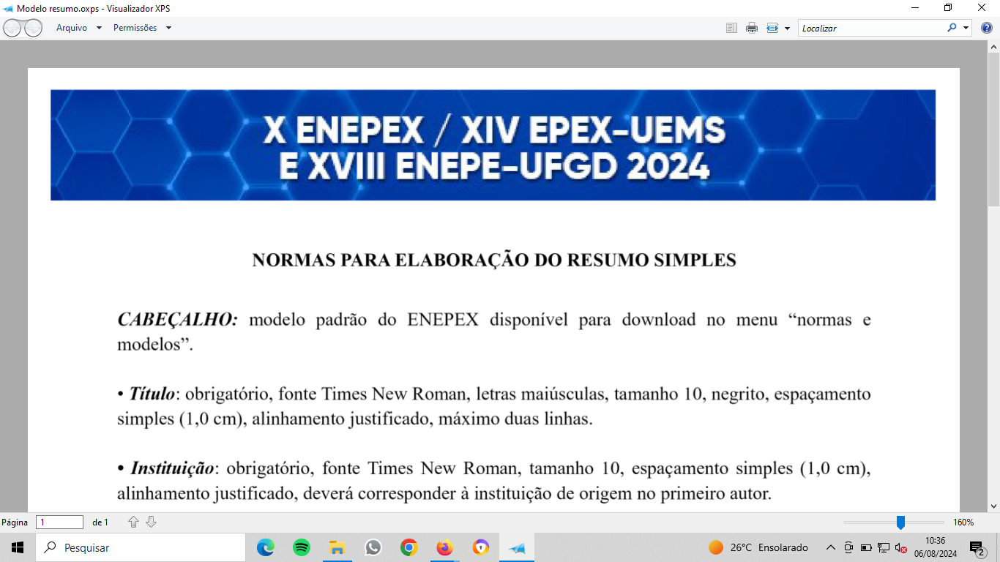 Modelo resumo.oxps - Visualizador XPS
Arquivo Permissões Localizar
X ENEPEX / XIV EPEX-UEMS
E XVIII ENEPE-UFGD 2024
NORMAS PARA ELABORAÇÃO DO RESUMO SIMPLES
CABEÇALHO: modelo padrão do ENEPEX disponível para download no menu “normas e
modelos”.
• Título: obrigatório, fonte Times New Roman, letras maiúsculas, tamanho 10, negrito, espaçamento
simples (1,0 cm), alinhamento justificado, máximo duas linhas.
• Instituição: obrigatório, fonte Times New Roman, tamanho 10, espaçamento simples (1,0 cm),
alinhamento justificado, deverá corresponder à instituição de origem no primeiro autor.
Página 1 de 1 160%
Pesquisar 26°C Ensolarado 10:36
06/08/2024 2